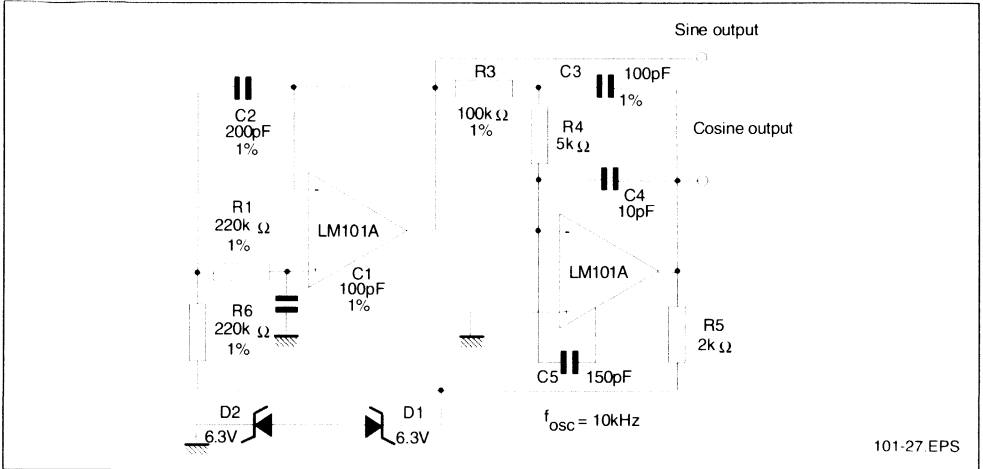 Sine output
C2
200pF
1%
R3
100k Ω
1%
C3
100pF
1%
R4
5k Ω
Cosine output
C4
10pF
R1
220k Ω
1%
-
LM101A
+
C1
100pF
1%
R6
220k Ω
1%
-
LM101A
+
C5
150pF
R5
2k Ω
D2
6.3V
D1
6.3V
fosc = 10kHz
101-27.EPS